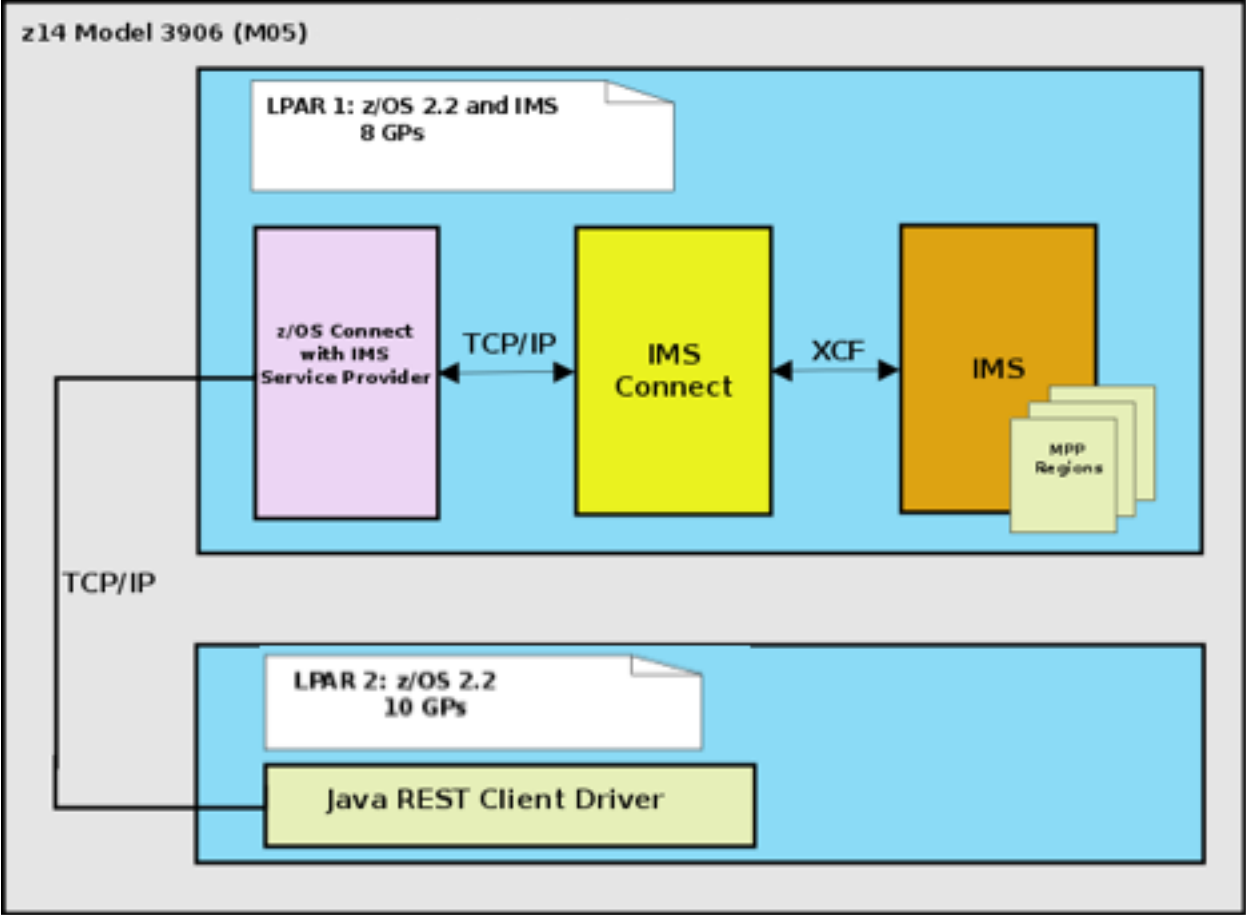 z14 Model 3906 (M05)
LPAR 1: z/OS 2.2 and IMS
8 GPs
z/OS Connect
with IMS
Service Provider
TCP/IP
IMS
Connect
XCF
IMS
MPP
Regions
TCP/IP
LPAR 2: z/OS 2.2
10 GPs
Java REST Client Driver